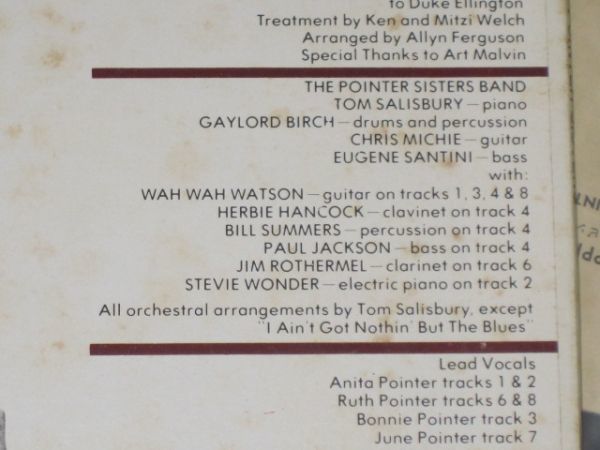 to Duke Ellington
Treatment by Ken and Mitzi Welch
Arranged by Allyn Ferguson
Special Thanks to Art Malvin
THE POINTER SISTERS BAND
TOM SALISBURY — piano
GAYLORD BIRCH — drums and percussion
CHRIS MICHIE — guitar
EUGENE SANTINI — bass
with:
WAH WAH WATSON — guitar on tracks 1, 3, 4 & 8
HERBIE HANCOCK — clavinet on track 4
BILL SUMMERS — percussion on track 4
PAUL JACKSON — bass on track 4
JIM ROTHERMEL — clarinet on track 6
STEVIE WONDER — electric piano on track 2
All orchestral arrangements by Tom Salisbury, except
"I Ain't Got Nothin' But The Blues"
Lead Vocals
Anita Pointer tracks 1 & 2
Ruth Pointer tracks 6 & 8
Bonnie Pointer track 3
June Pointer track 7